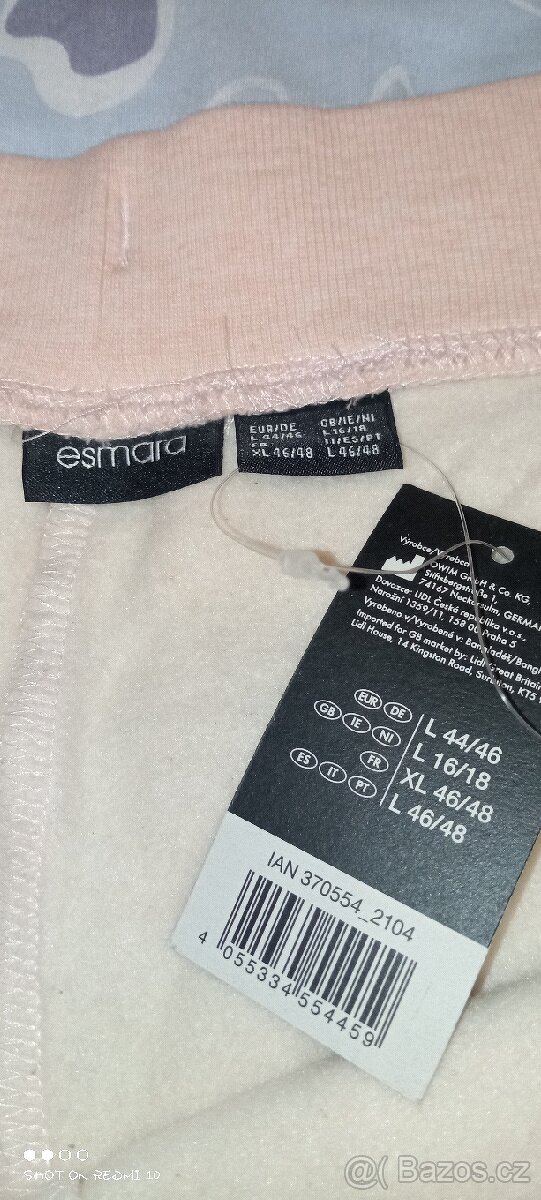 esmara
EUR/DE
L 44/46
FR
XL 46/48
GB/IE/NI
L 16/18
IT/ES/PT
L 46/48
Výrobce/Výrobca:
OWIM GmbH & Co. KG,
Stiftsbergstraße 1,
74167 Neckarsulm, GERMANY
Dovozce: LIDL Česká republika v.o.s.,
Nárožní 1359/11, 158 00 Praha 5
Vyrobeno v/Vyrobené v: Bangladéš/
Imported for GB market by: Lidl Great Britain
Lidl House, 14 Kingston Road, Surbiton, KT5
EUR DE L 44/46
GB IE NI L 16/18
FR XL 46/48
ES IT PT L 46/48
IAN 370554_2104
4 055334 554459
SHOT ON REDMI 10
@( Bazos.cz